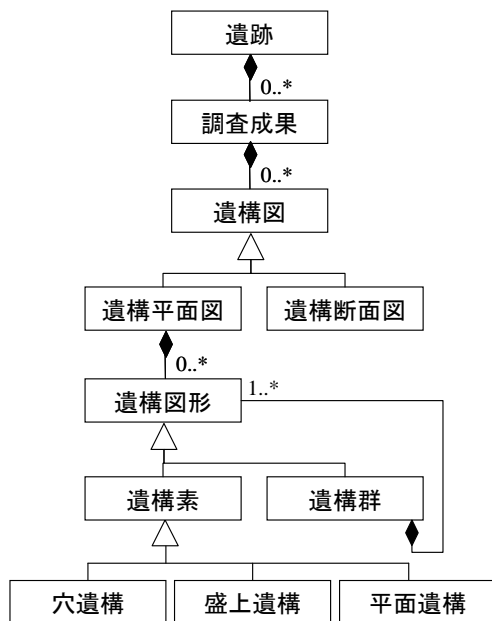 遺跡
0..*
調査成果
0..*
遺構図
遺構平面図
遺構断面図
0..*
遺構図形
1..*
遺構素
遺構群
穴遺構
盛上遺構
平面遺構